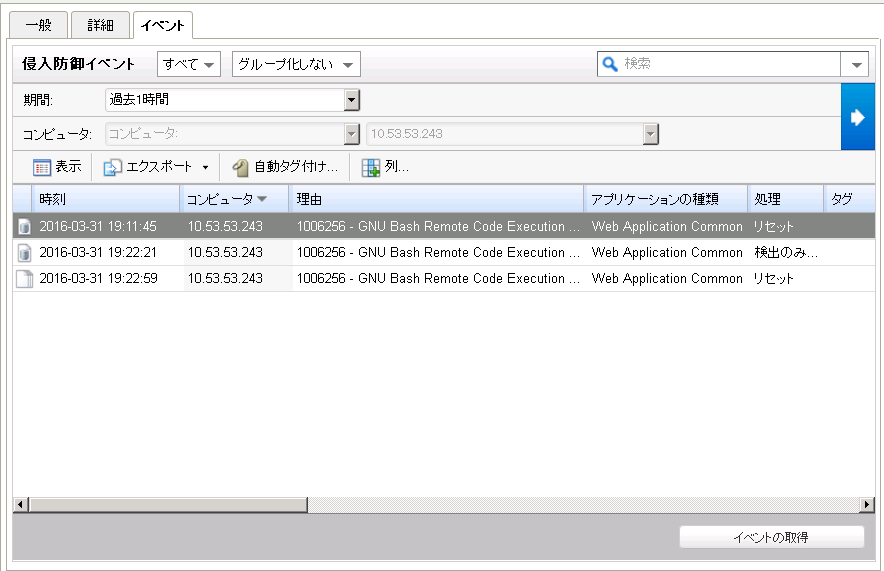 一般 詳細 イベント
侵入防御イベント すべて グループ化しない 検索
期間: 過去1時間
コンピュータ: コンピュータ: 10.53.53.243
表示 エクスポート 自動タグ付け... 列...
時刻 コンピュータ 理由 アプリケーションの種類 処理 タグ
2016-03-31 19:11:45 10.53.53.243 1006256 - GNU Bash Remote Code Execution ... Web Application Common リセット
2016-03-31 19:22:21 10.53.53.243 1006256 - GNU Bash Remote Code Execution ... Web Application Common 検出のみ...
2016-03-31 19:22:59 10.53.53.243 1006256 - GNU Bash Remote Code Execution ... Web Application Common リセット
イベントの取得